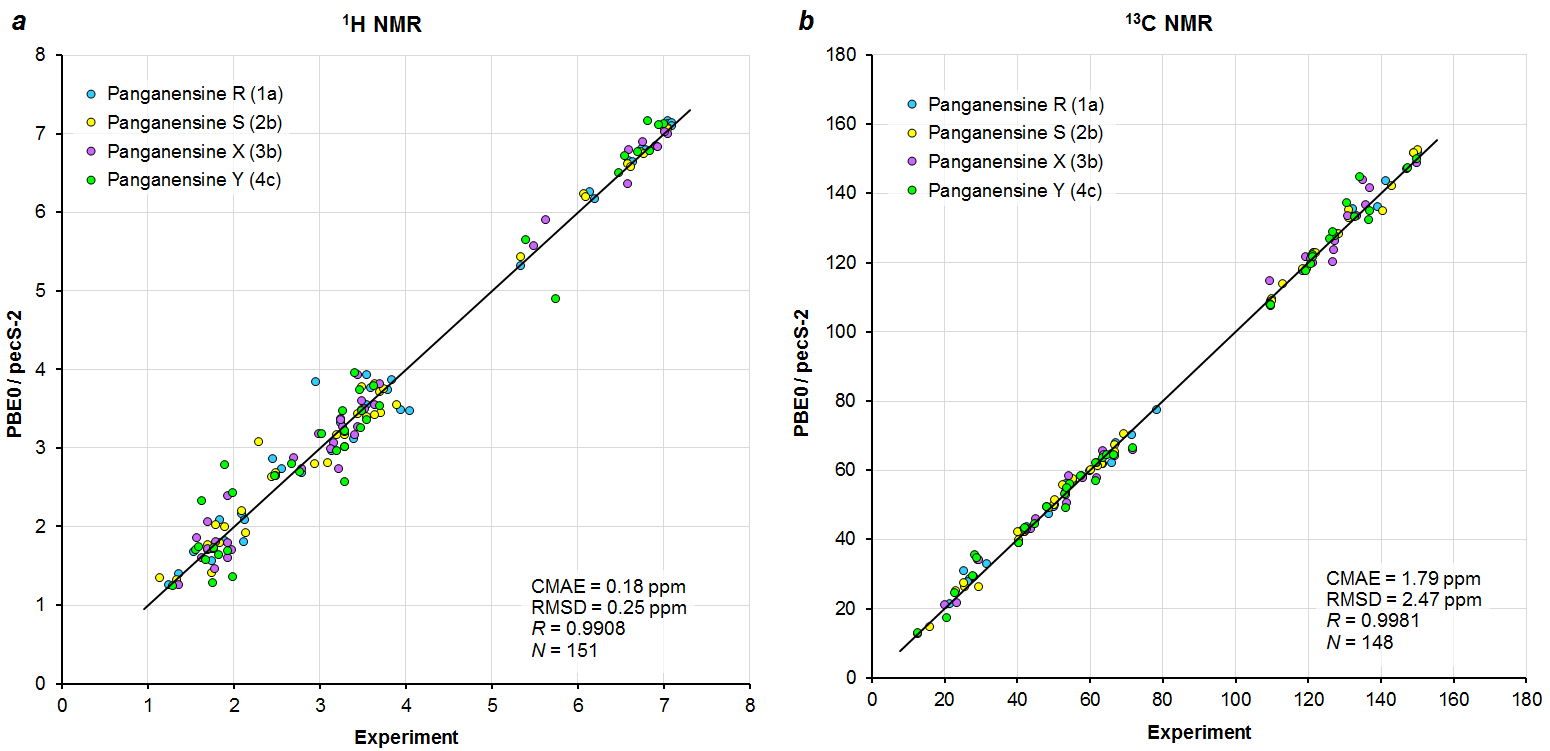 a
¹H NMR
8
7
6
5
4
3
2
1
0
PBE0 / pecS-2
Panganensine R (1a)
Panganensine S (2b)
Panganensine X (3b)
Panganensine Y (4c)
CMAE = 0.18 ppm
RMSD = 0.25 ppm
R = 0.9908
N = 151
0 1 2 3 4 5 6 7 8
Experiment
b
¹³C NMR
180
160
140
120
100
80
60
40
20
0
PBE0 / pecS-2
Panganensine R (1a)
Panganensine S (2b)
Panganensine X (3b)
Panganensine Y (4c)
CMAE = 1.79 ppm
RMSD = 2.47 ppm
R = 0.9981
N = 148
0 20 40 60 80 100 120 140 160 180
Experiment